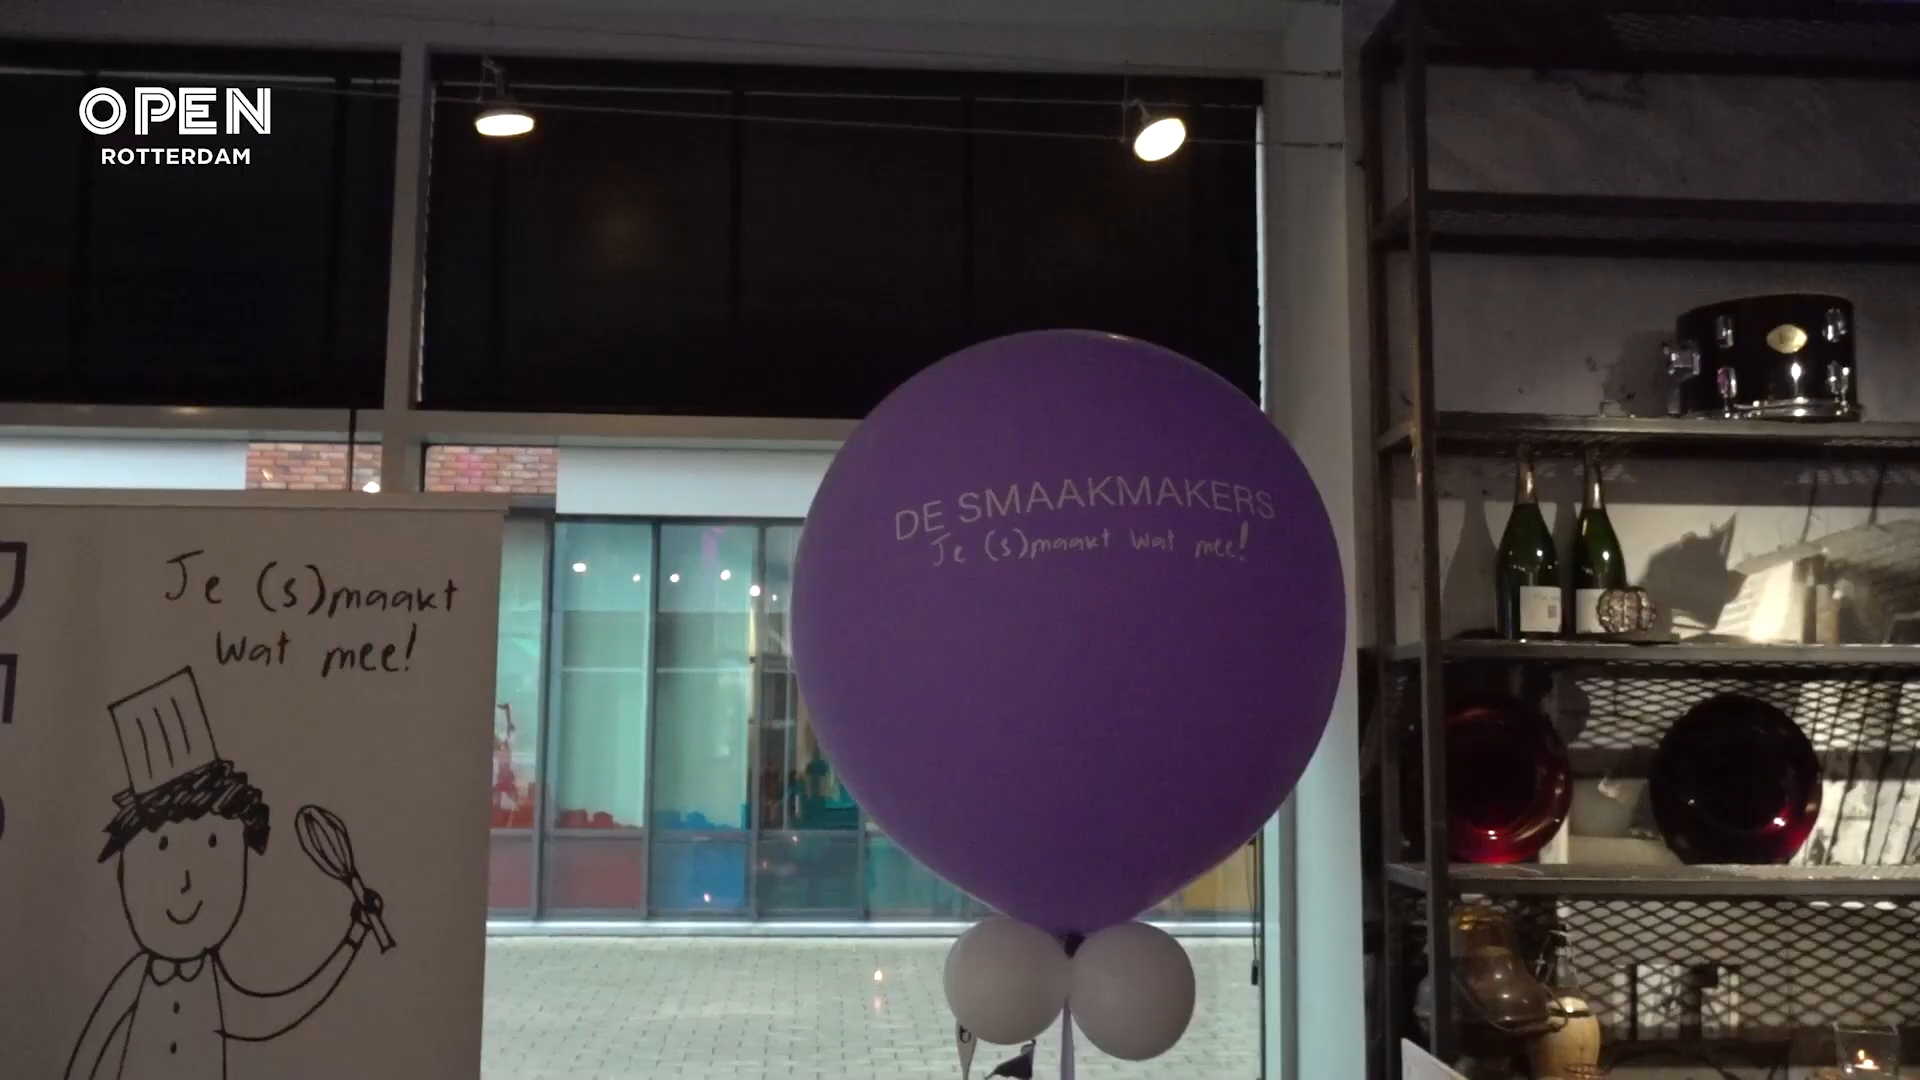 OPEN
ROTTERDAM
DE SMAAKMAKERS
Je (s)maakt wat mee!
Je (s)maakt
wat mee!